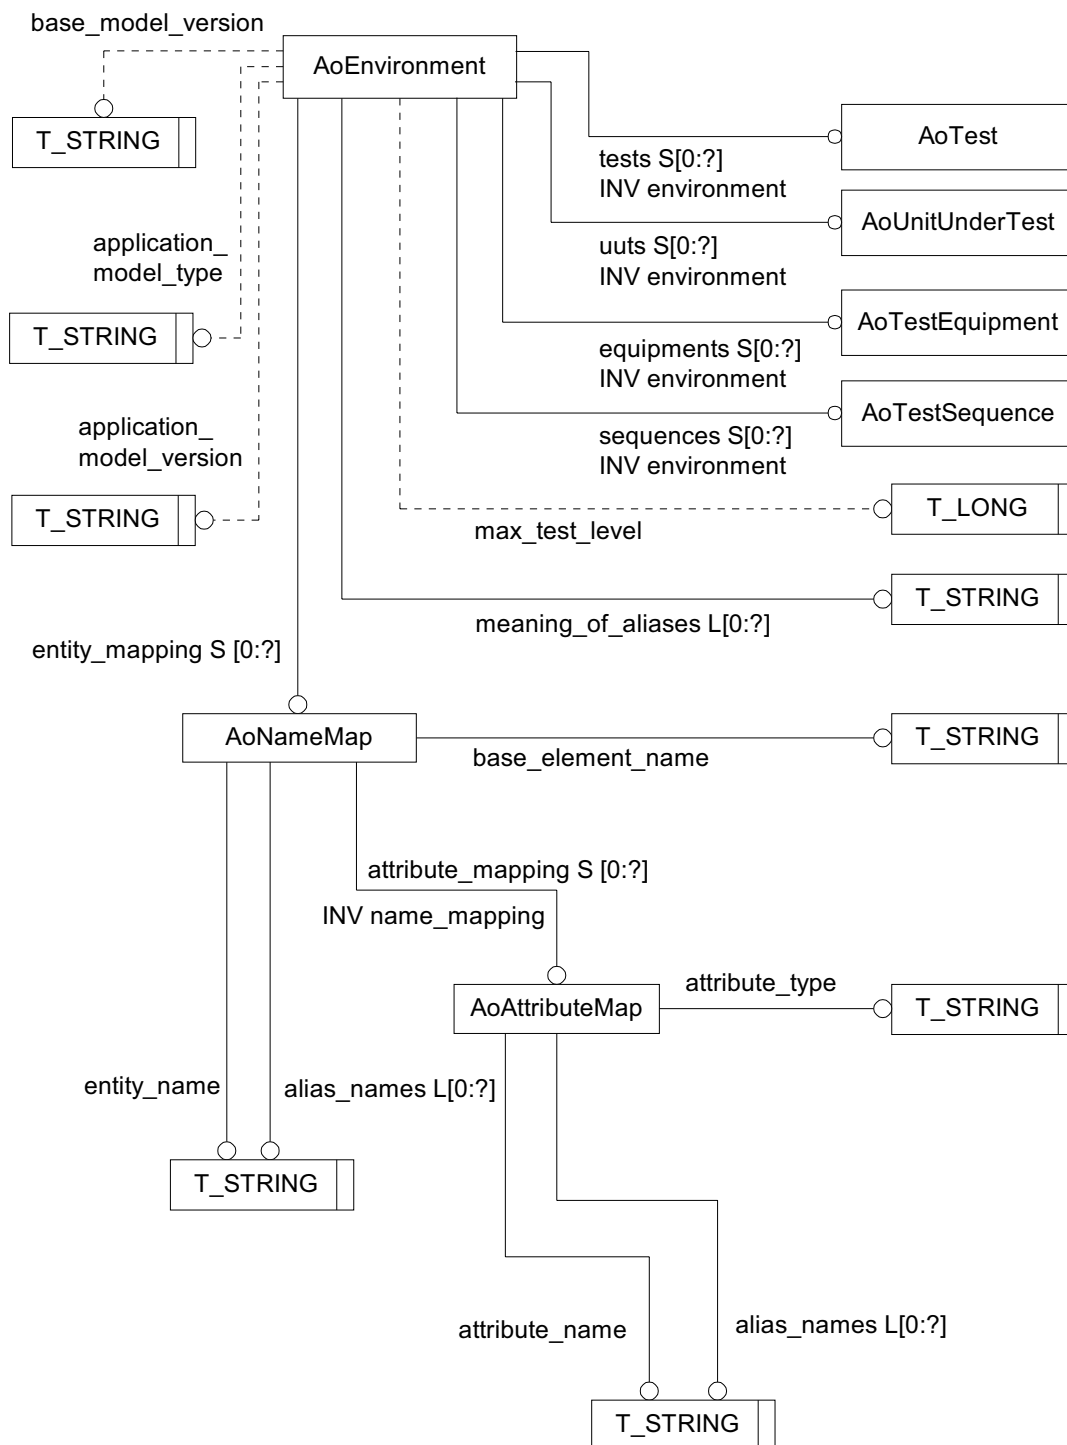 base_model_version
AoEnvironment
T_STRING
AoTest
tests S[0:?]
INV environment
AoUnitUnderTest
uuts S[0:?]
INV environment
application_
model_type
T_STRING
AoTestEquipment
equipments S[0:?]
INV environment
AoTestSequence
sequences S[0:?]
INV environment
application_
model_version
T_STRING
T_LONG
max_test_level
T_STRING
meaning_of_aliases L[0:?]
entity_mapping S [0:?]
AoNameMap
T_STRING
base_element_name
attribute_mapping S [0:?]
INV name_mapping
attribute_type
AoAttributeMap
T_STRING
entity_name
alias_names L[0:?]
T_STRING
attribute_name
alias_names L[0:?]
T_STRING